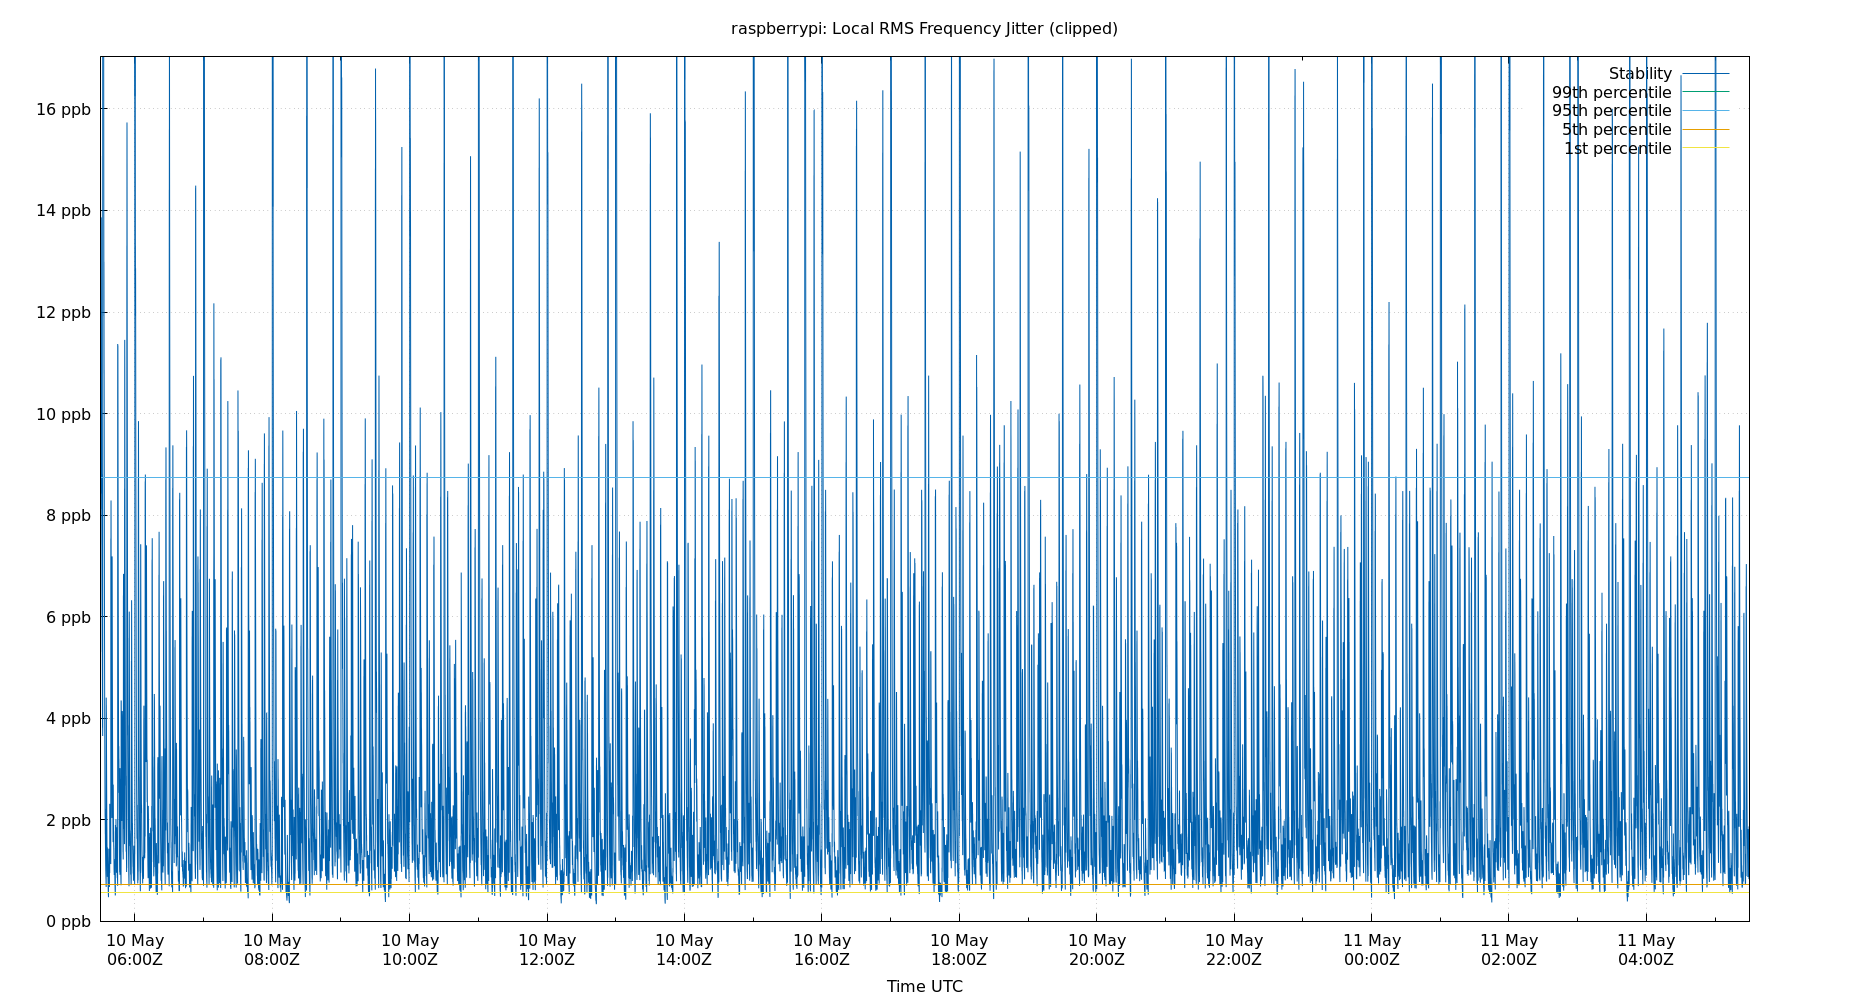 raspberrypi: Local RMS Frequency Jitter (clipped)
Stability
99th percentile
95th percentile
5th percentile
1st percentile
16 ppb
14 ppb
12 ppb
10 ppb
8 ppb
6 ppb
4 ppb
2 ppb
0 ppb
10 May 10 May 10 May 10 May 10 May 10 May 10 May 10 May 10 May 11 May 11 May 11 May
06:00Z 08:00Z 10:00Z 12:00Z 14:00Z 16:00Z 18:00Z 20:00Z 22:00Z 00:00Z 02:00Z 04:00Z
Time UTC